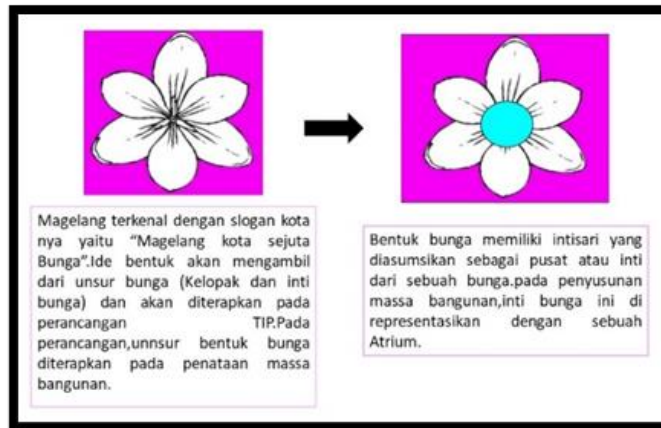 Magelang terkenal dengan slogan kota
nya yaitu “Magelang kota sejuta
Bunga”.Ide bentuk akan mengambil
dari unsur bunga (Kelopak dan inti
bunga) dan akan diterapkan pada
perancangan TIP.Pada
perancangan,unnsur bentuk bunga
diterapkan pada penataan massa
bangunan.
Bentuk bunga memiliki intisari yang
diasumsikan sebagai pusat atau inti
dari sebuah bunga.pada penyusunan
massa bangunan,inti bunga ini di
representasikan dengan sebuah
Atrium.